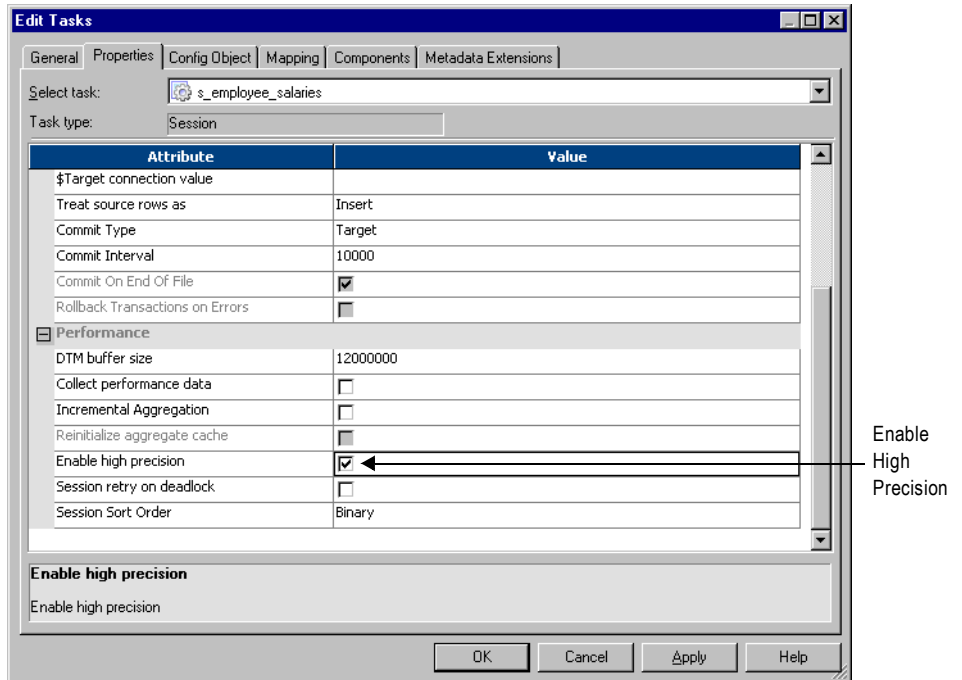 Edit Tasks
General Properties Config Object Mapping Components Metadata Extensions
Select task: s_employee_salaries
Task type: Session
Attribute Value
$Target connection value
Treat source rows as Insert
Commit Type Target
Commit Interval 10000
Commit On End Of File
Rollback Transactions on Errors
Performance
DTM buffer size 12000000
Collect performance data
Incremental Aggregation
Reinitialize aggregate cache
Enable high precision
Session retry on deadlock
Session Sort Order Binary
Enable
High
Precision
Enable high precision
Enable high precision
OK Cancel Apply Help